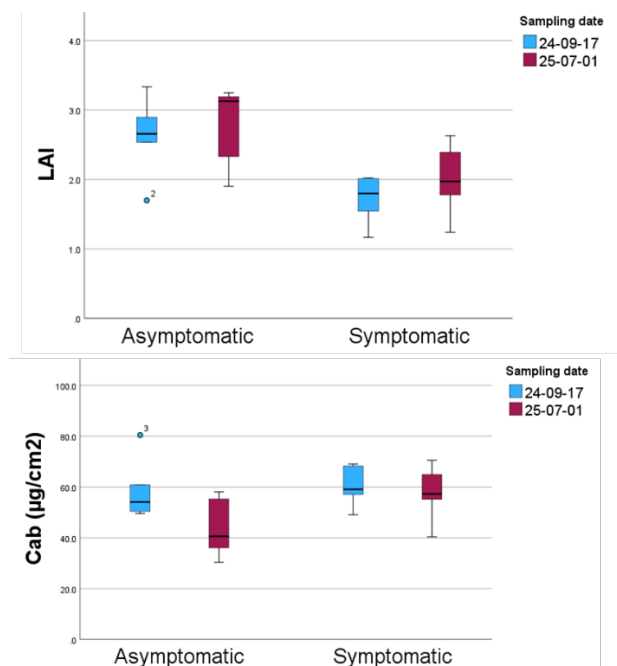 Sampling date
24-09-17
25-07-01
4.0
3.0
2.0
1.0
.0
LAI
2
Asymptomatic Symptomatic
Sampling date
24-09-17
25-07-01
100.0
80.0
60.0
40.0
20.0
.0
Cab (µg/cm2)
3
Asymptomatic Symptomatic